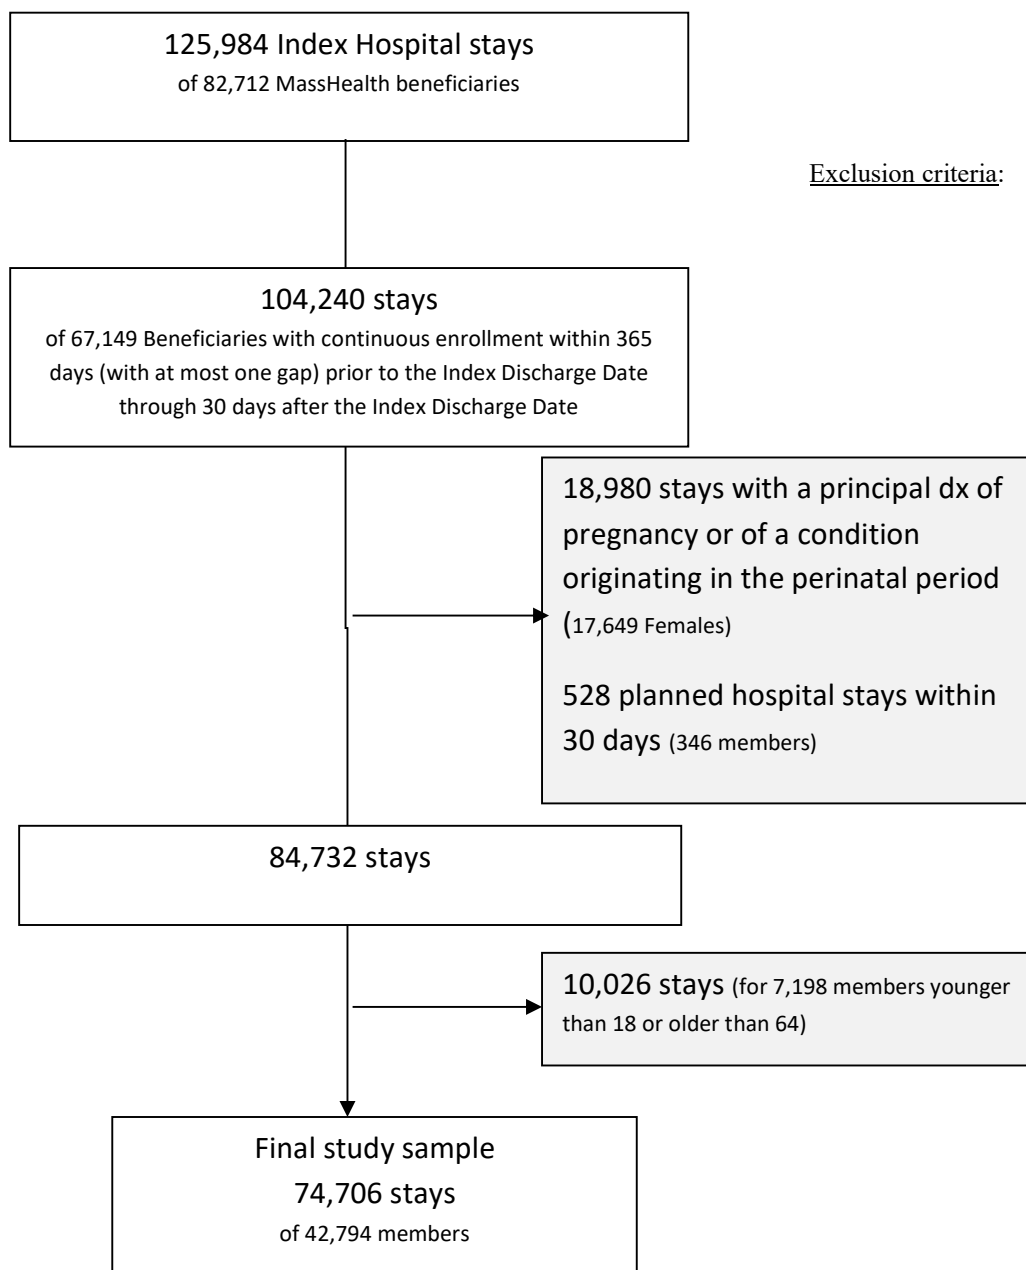 125,984 Index Hospital stays
of 82,712 MassHealth beneficiaries
Exclusion criteria:
104,240 stays
of 67,149 Beneficiaries with continuous enrollment within 365
days (with at most one gap) prior to the Index Discharge Date
through 30 days after the Index Discharge Date
18,980 stays with a principal dx of
pregnancy or of a condition
originating in the perinatal period
(17,649 Females)
528 planned hospital stays within
30 days (346 members)
84,732 stays
10,026 stays (for 7,198 members younger
than 18 or older than 64)
Final study sample
74,706 stays
of 42,794 members